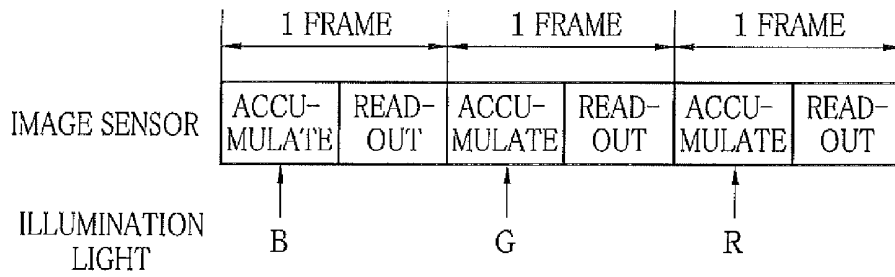 1 FRAME 1 FRAME 1 FRAME
IMAGE SENSOR
ACCU-
MULATE
READ-
OUT
ACCU-
MULATE
READ-
OUT
ACCU-
MULATE
READ-
OUT
ILLUMINATION
LIGHT
B G R